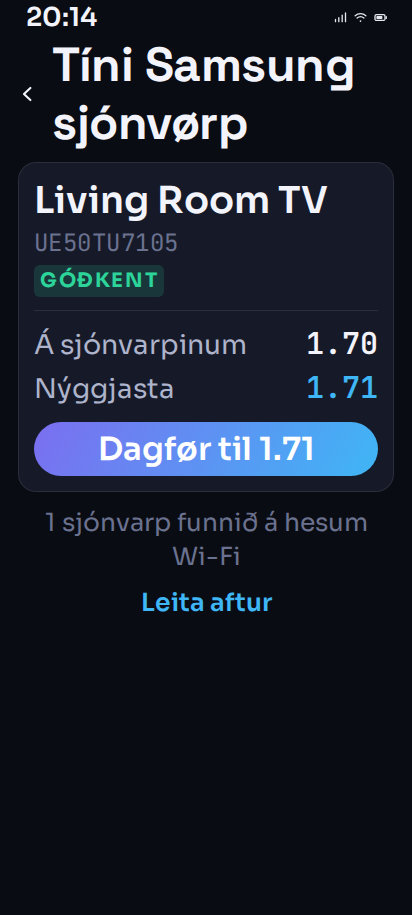 20:14
Tíni Samsung
sjónvørp
Living Room TV
UE50TU7105
GÓÐKENT
Á sjónvarpinum 1.70
Nýggjasta 1.71
Dagfør til 1.71
1 sjónvarp funnið á hesum
Wi-Fi
Leita aftur